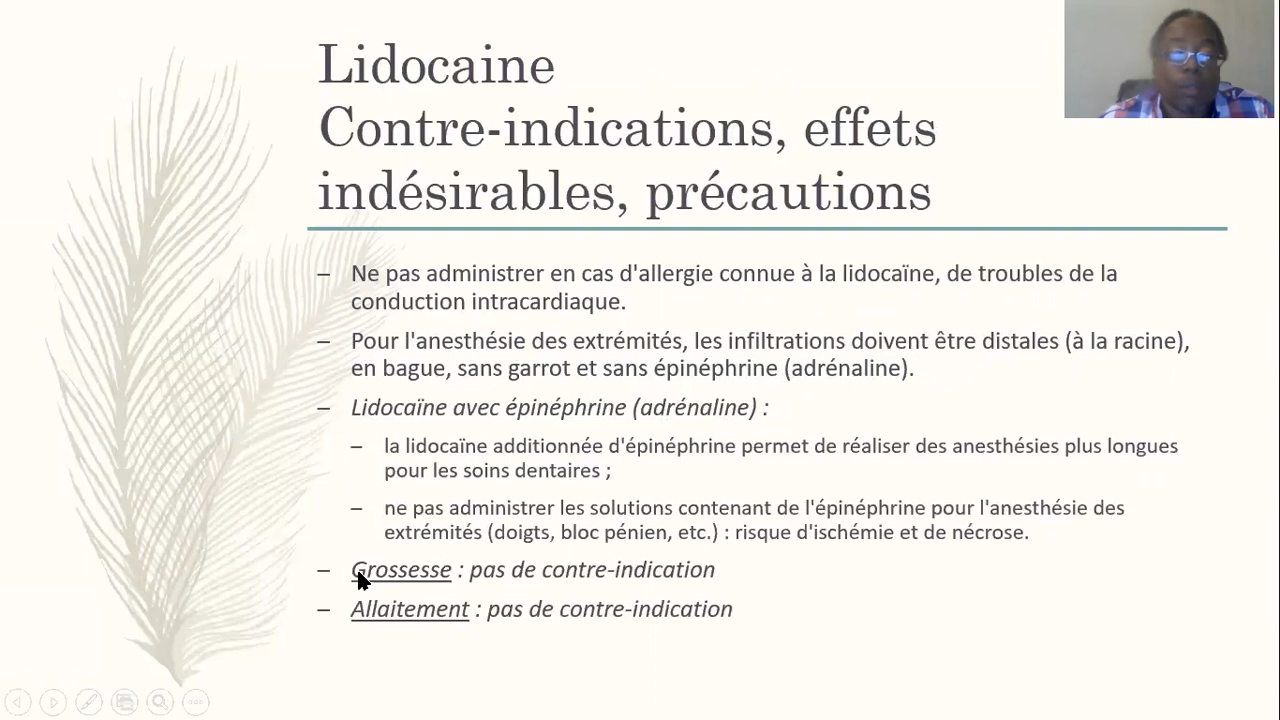 Lidocaine
Contre-indications, effets
indésirables, précautions
– Ne pas administrer en cas d'allergie connue à la lidocaïne, de troubles de la
conduction intracardiaque.
– Pour l'anesthésie des extrémités, les infiltrations doivent être distales (à la racine),
en bague, sans garrot et sans épinéphrine (adrénaline).
– Lidocaïne avec épinéphrine (adrénaline) :
– la lidocaïne additionnée d'épinéphrine permet de réaliser des anesthésies plus longues
pour les soins dentaires ;
– ne pas administrer les solutions contenant de l'épinéphrine pour l'anesthésie des
extrémités (doigts, bloc pénien, etc.) : risque d'ischémie et de nécrose.
– Grossesse : pas de contre-indication
– Allaitement : pas de contre-indication